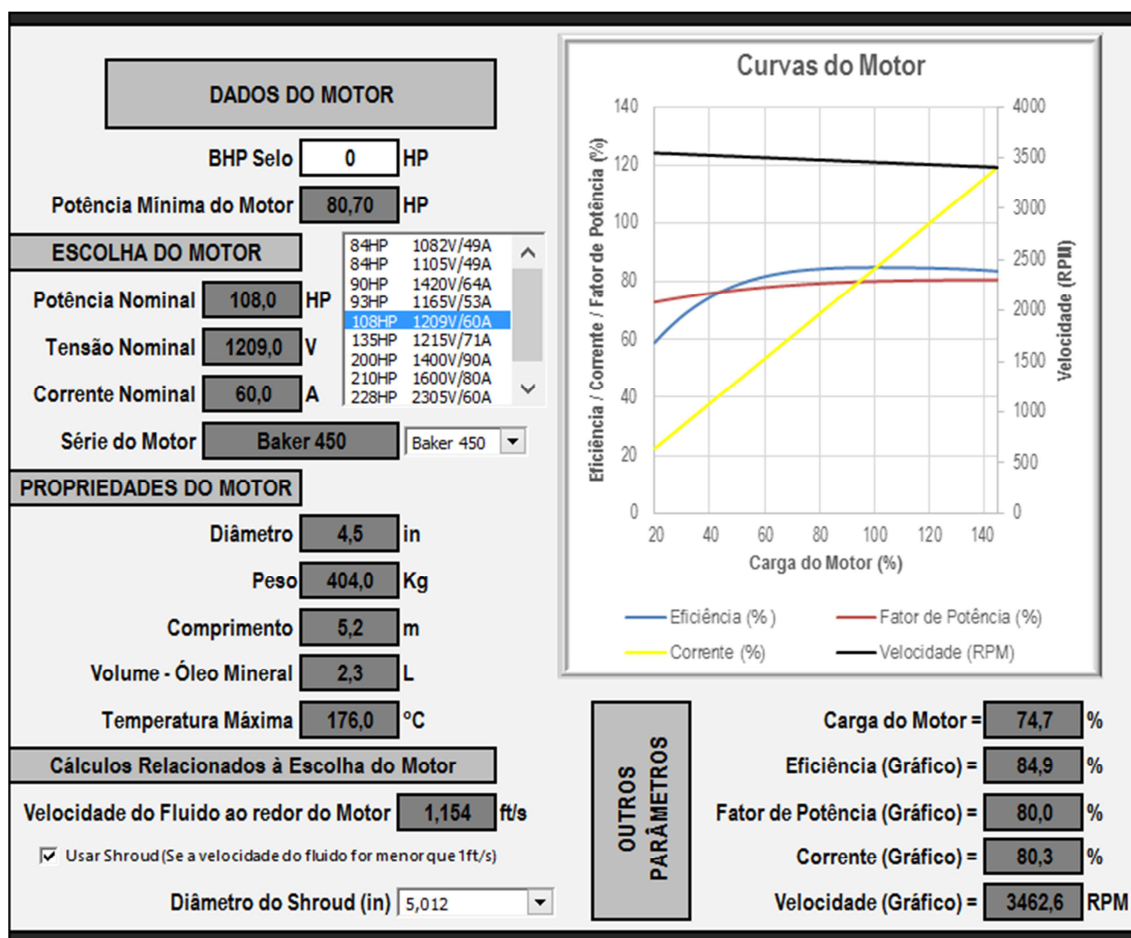 DADOS DO MOTOR
BHP Selo 0 HP
Potência Mínima do Motor 80,70 HP
ESCOLHA DO MOTOR
Potência Nominal 108,0 HP
Tensão Nominal 1209,0 V
Corrente Nominal 60,0 A
84HP 1082V/49A
84HP 1105V/49A
90HP 1420V/64A
93HP 1165V/53A
108HP 1209V/60A
135HP 1215V/71A
200HP 1400V/90A
210HP 1600V/80A
228HP 2305V/60A
Série do Motor Baker 450 Baker 450
PROPRIEDADES DO MOTOR
Diâmetro 4,5 in
Peso 404,0 Kg
Comprimento 5,2 m
Volume - Óleo Mineral 2,3 L
Temperatura Máxima 176,0 °C
Cálculos Relacionados à Escolha do Motor
Velocidade do Fluido ao redor do Motor 1,154 ft/s
Usar Shroud (Se a velocidade do fluido for menor que 1ft/s)
Diâmetro do Shroud (in) 5,012
Curvas do Motor
Eficiência / Corrente / Fator de Potência (%)
140
120
100
80
60
40
20
0
4000
3500
3000
2500
2000
1500
1000
500
0
Velocidade (RPM)
20 40 60 80 100 120 140
Carga do Motor (%)
Eficiência (% ) Fator de Potência (%)
Corrente (%) Velocidade (RPM)
OUTROS
PARÂMETROS
Carga do Motor = 74,7 %
Eficiência (Gráfico) = 84,9 %
Fator de Potência (Gráfico) = 80,0 %
Corrente (Gráfico) = 80,3 %
Velocidade (Gráfico) = 3462,6 RPM